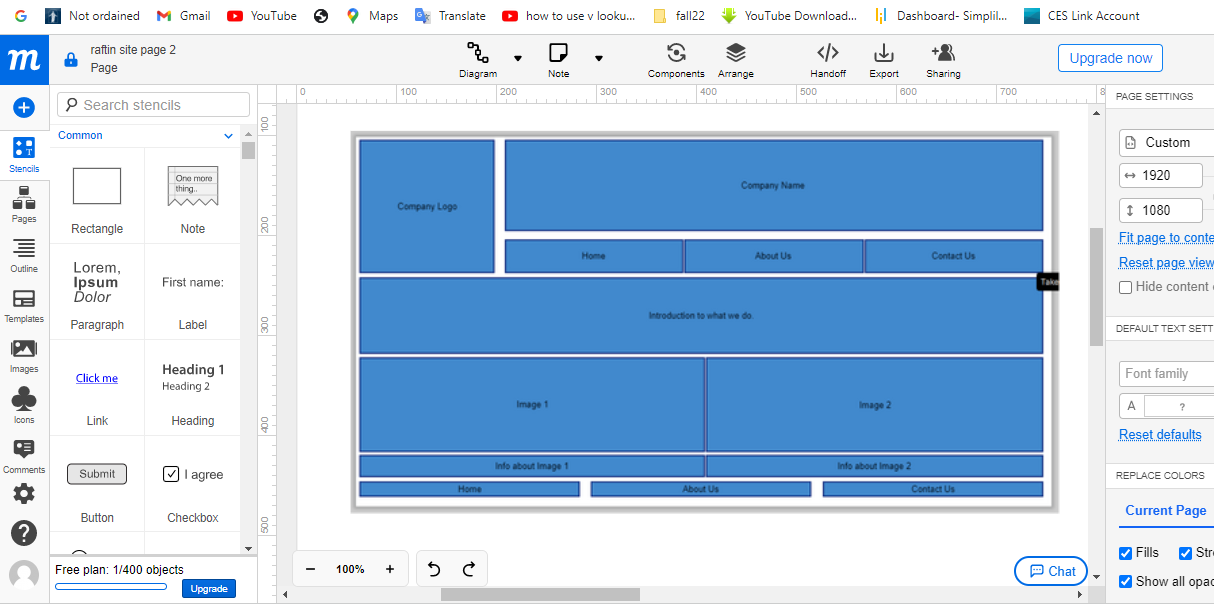 Not ordained
Gmail
YouTube
Maps
Translate
how to use v looku...
fall22
YouTube Download...
Dashboard- Simplil...
CES Link Account
m
raftin site page 2
Page
Diagram
Note
Components
Arrange
Handoff
Export
Sharing
Upgrade now
Search stencils
Common
Stencils
Pages
Outline
Templates
Images
Icons
Comments
One more
thing..
Rectangle
Note
Lorem,
Ipsum
Dolor
First name:
Paragraph
Label
Click me
Heading 1
Heading 2
Link
Heading
Submit
I agree
Button
Checkbox
Free plan: 1/400 objects
Upgrade
0 100 200 300 400 500 600 700 8
100
200
300
400
500
Company Logo
Company Name
Home
About Us
Contact Us
Take
Introduction to what we do.
Image 1
Image 2
Info about Image 1
Info about Image 2
Home
About Us
Contact Us
100%
Chat
PAGE SETTINGS
Custom
1920
1080
Fit page to conte
Reset page view
Hide content
DEFAULT TEXT SETT
Font family
A
?
Reset defaults
REPLACE COLORS
Current Page
Fills
Stro
Show all opac